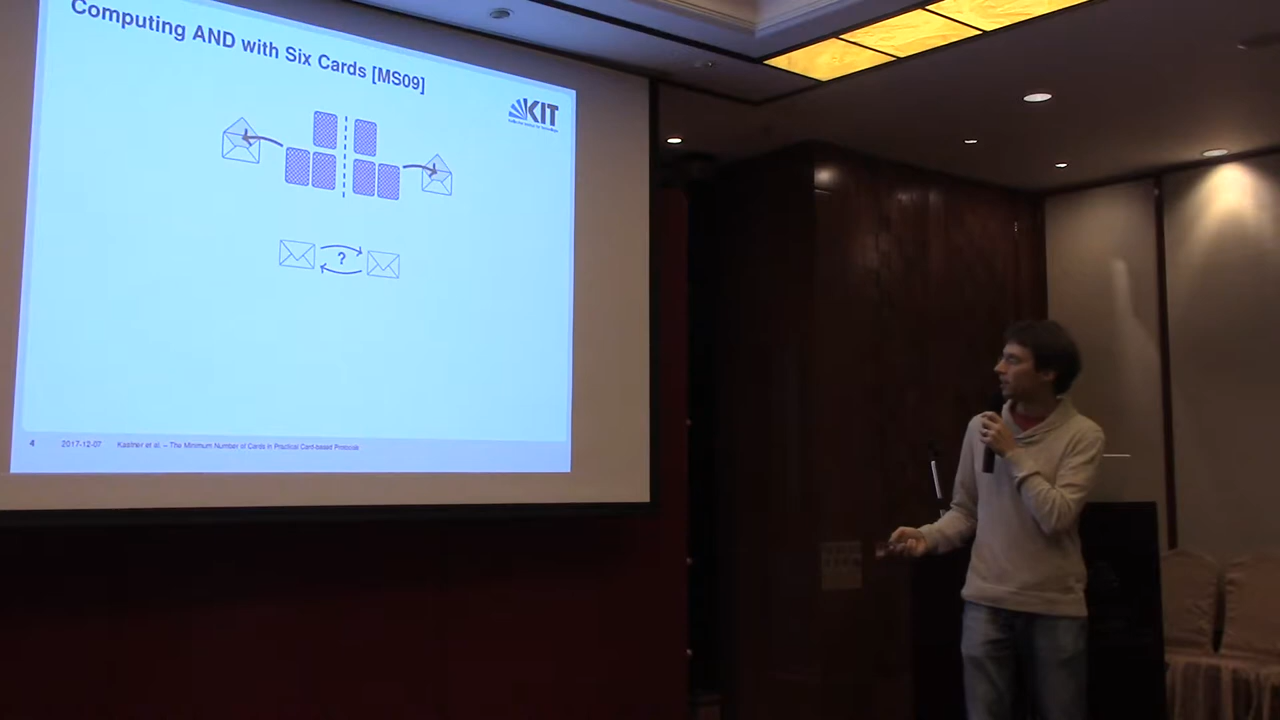 Computing AND with Six Cards [MS09]
KIT
?
4 2017-12-07 Kastner et al. – The Minimum Number of Cards in Practical Card-based Protocols